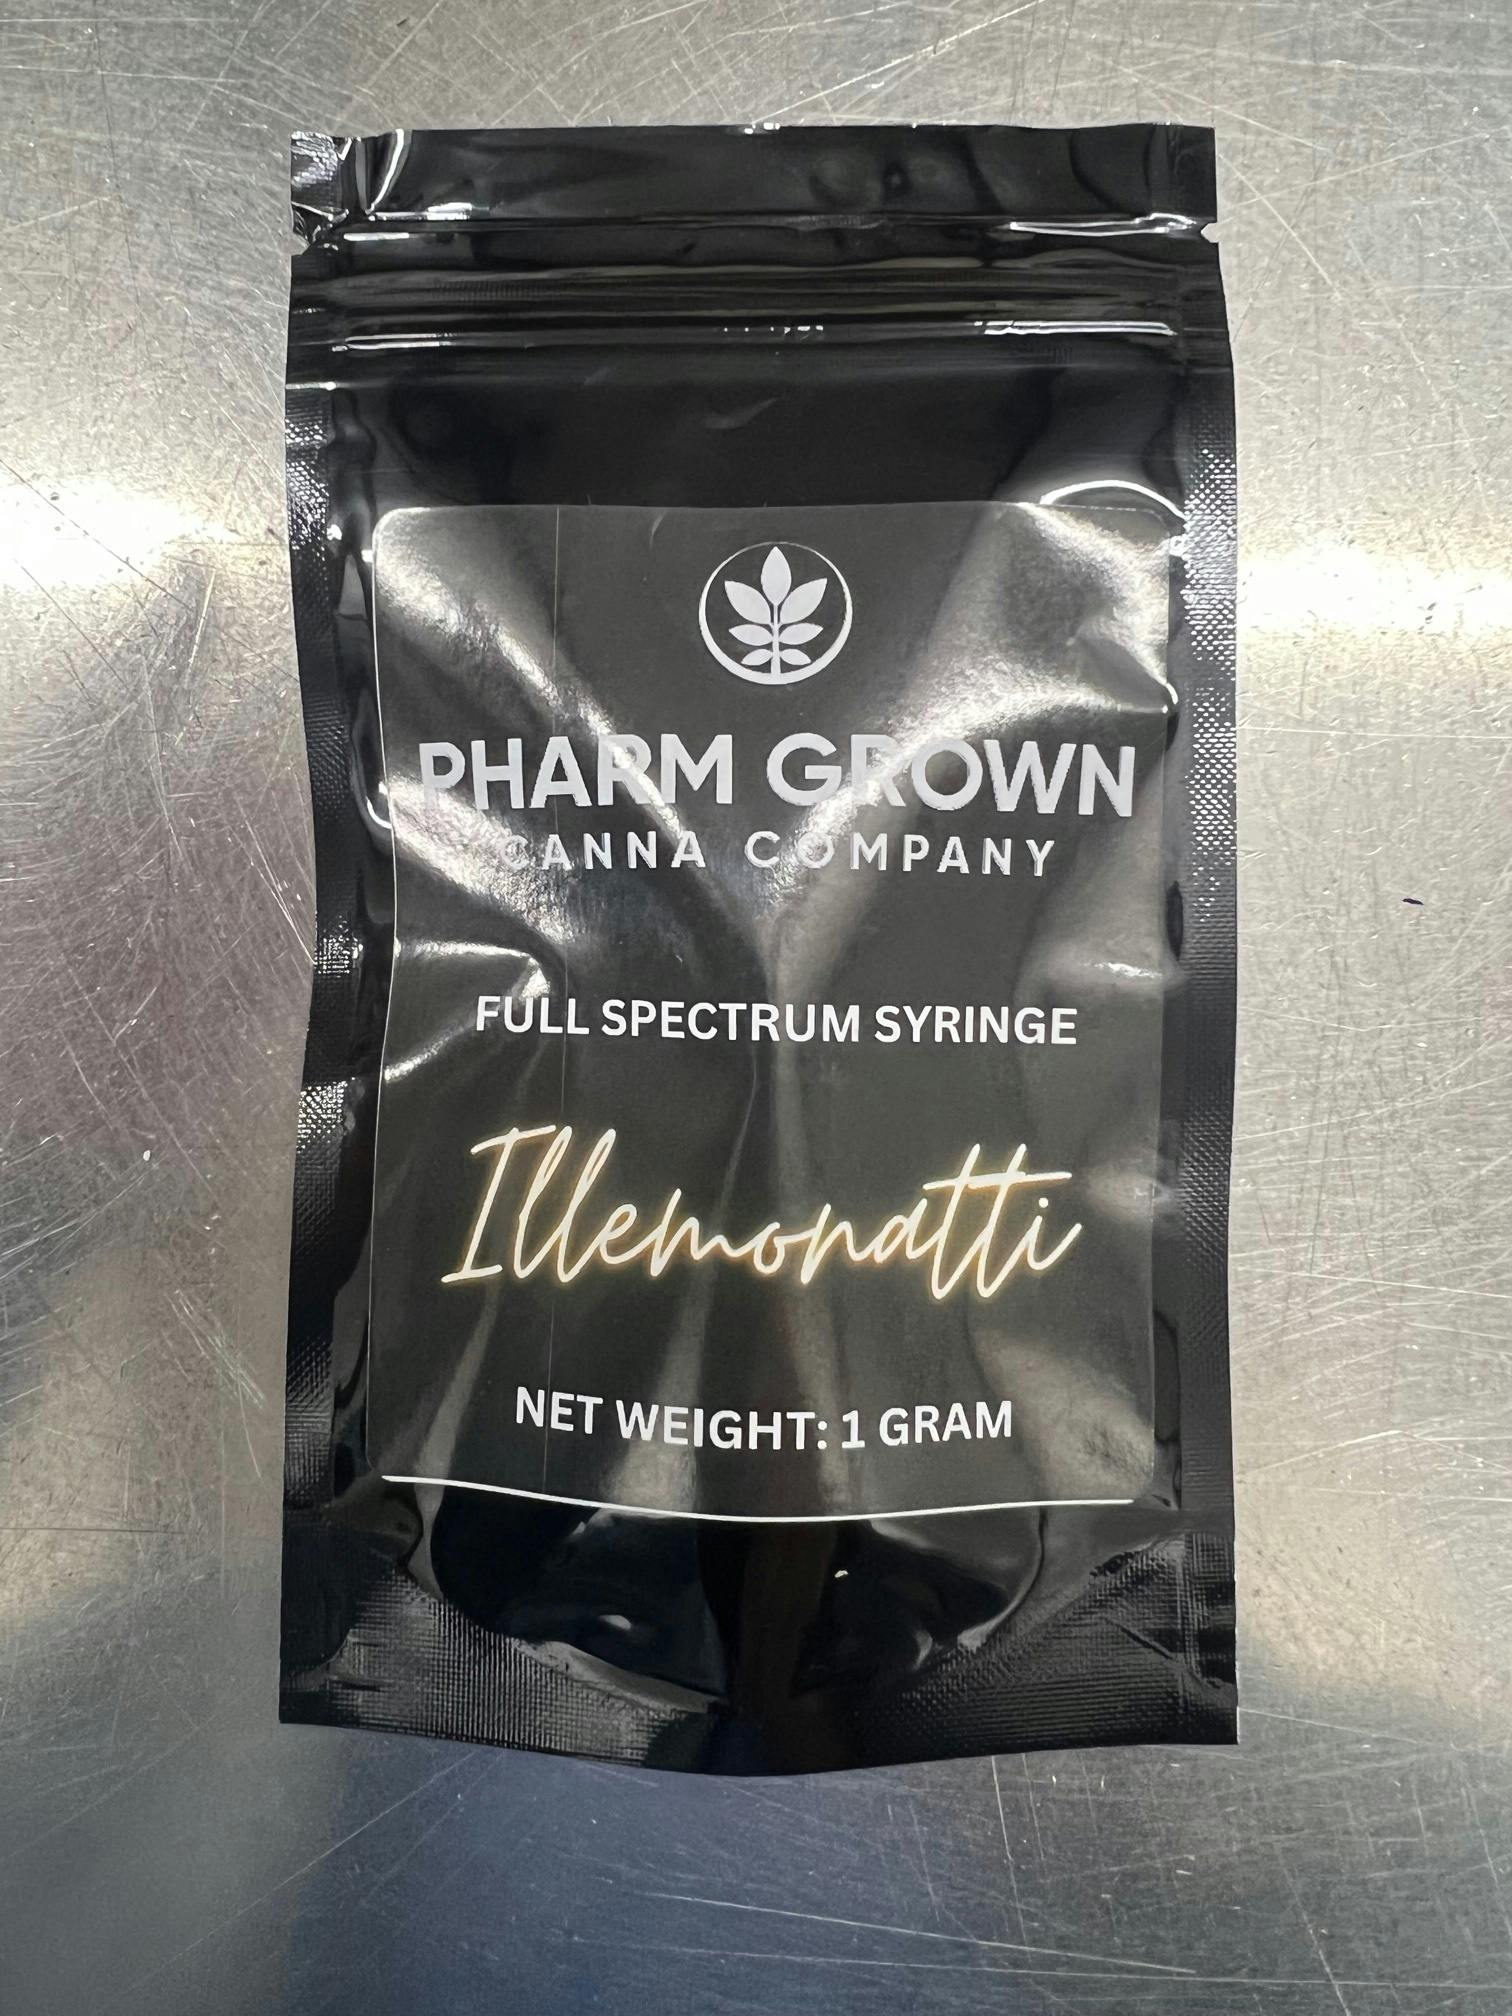 PHARM GROWN
CANNA COMPANY
FULL SPECTRUM SYRINGE
Illemonatti
NET WEIGHT: 1 GRAM